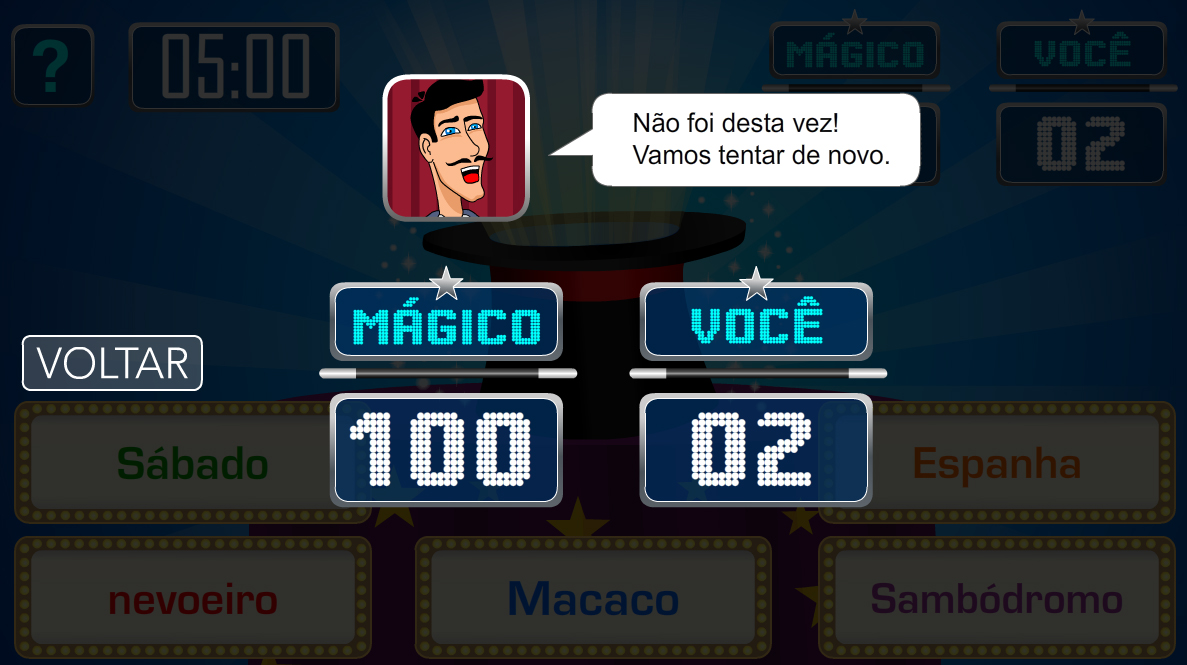 ?
05:00
MÁGICO
VOCÊ
02
Não foi desta vez!
Vamos tentar de novo.
MÁGICO
VOCÊ
VOLTAR
100
02
Sábado
Espanha
nevoeiro
Macaco
Sambódromo